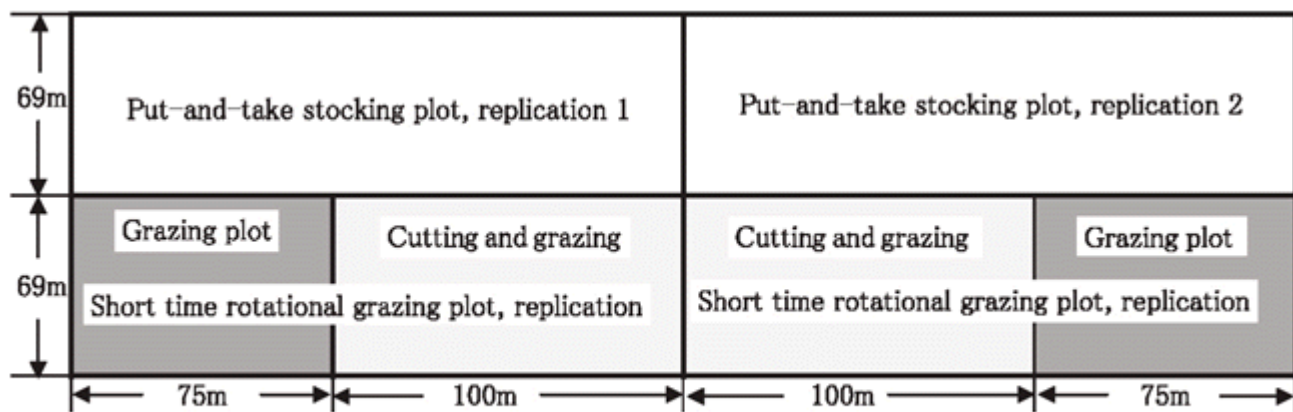 69m
Put-and-take stocking plot, replication 1
Put-and-take stocking plot, replication 2
69m
Grazing plot
Cutting and grazing
Cutting and grazing
Grazing plot
Short time rotational grazing plot, replication
Short time rotational grazing plot, replication
75m
100m
100m
75m